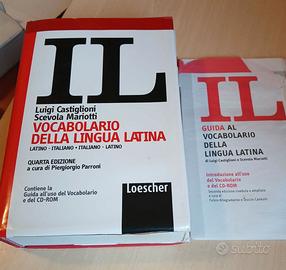 IL
Luigi Castiglioni
Scevola Mariotti
VOCABOLARIO
DELLA LINGUA LATINA
LATINO - ITALIANO • ITALIANO - LATINO
QUARTA EDIZIONE
a cura di Piergiorgio Parroni
Contiene la
Guida all'uso del Vocabolario
e del CD-ROM
Loescher
IL
GUIDA AL
VOCABOLARIO
DELLA
LINGUA LATINA
di Luigi Castiglioni e Scevola Mariotti
Introduzione all'uso
del Vocabolario
e del CD-ROM
subito